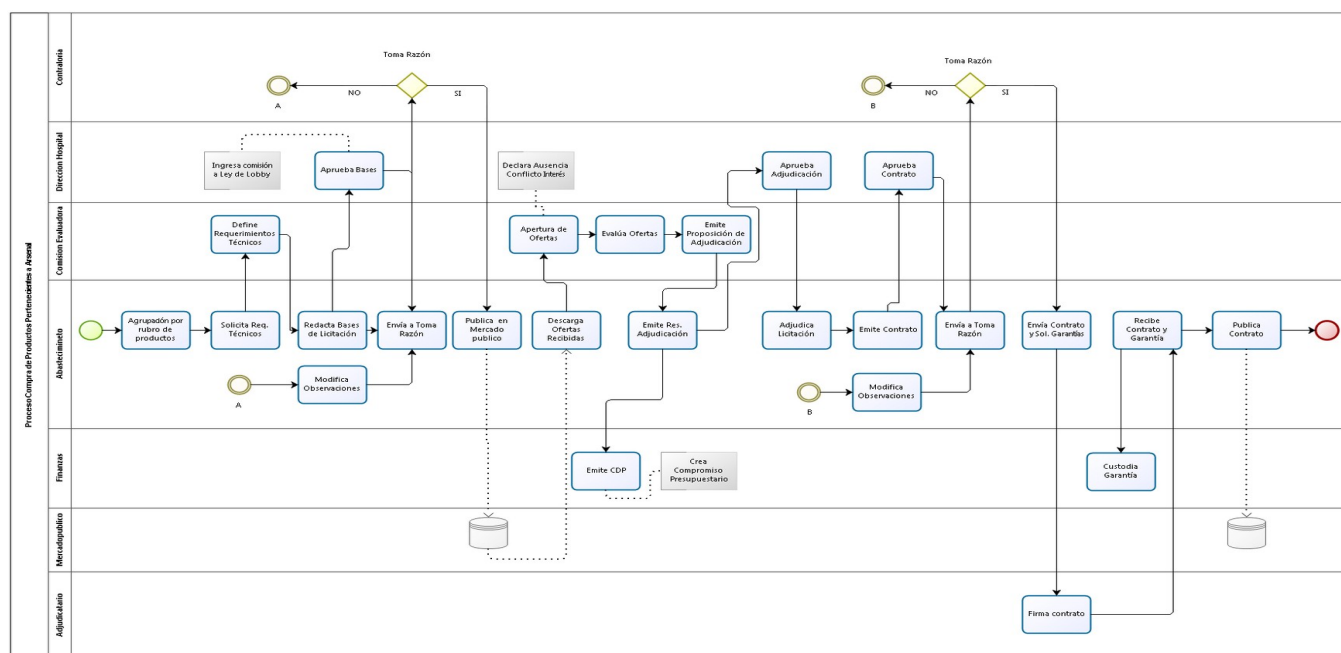 Proceso Compra de Productos Pertenecientes a Arsenal
Contraloria
Toma Razón
NO
SI
A
Toma Razón
NO
SI
B
Direccion Hospital
Ingresa comisión
a Ley de Lobby
Aprueba Bases
Declara Ausencia
Conflicto Interés
Aprueba
Adjudicación
Aprueba
Contrato
Comision Evaluadora
Define
Requerimientos
Técnicos
Apertura de
Ofertas
Evalúa Ofertas
Emite
Proposición de
Adjudicación
Abastecimineto
Agrupación por
rubro de
productos
Solicita Req.
Técnicos
Redacta Bases
de Licitación
Envía a Toma
Razón
Publica en
Mercado
publico
Descarga
Ofertas
Recibidas
Emite Res.
Adjudicación
Adjudica
Licitación
Emite Contrato
Envía a Toma
Razón
Envía Contrato
y Sol. Garantías
Recibe
Contrato y
Garantía
Publica
Contrato
A
Modifica
Observaciones
B
Modifica
Observaciones
Finanzas
Emite CDP
Crea
Compromiso
Presupuestario
Custodia
Garantía
Mercadopublico
Adjudicatario
Firma contrato